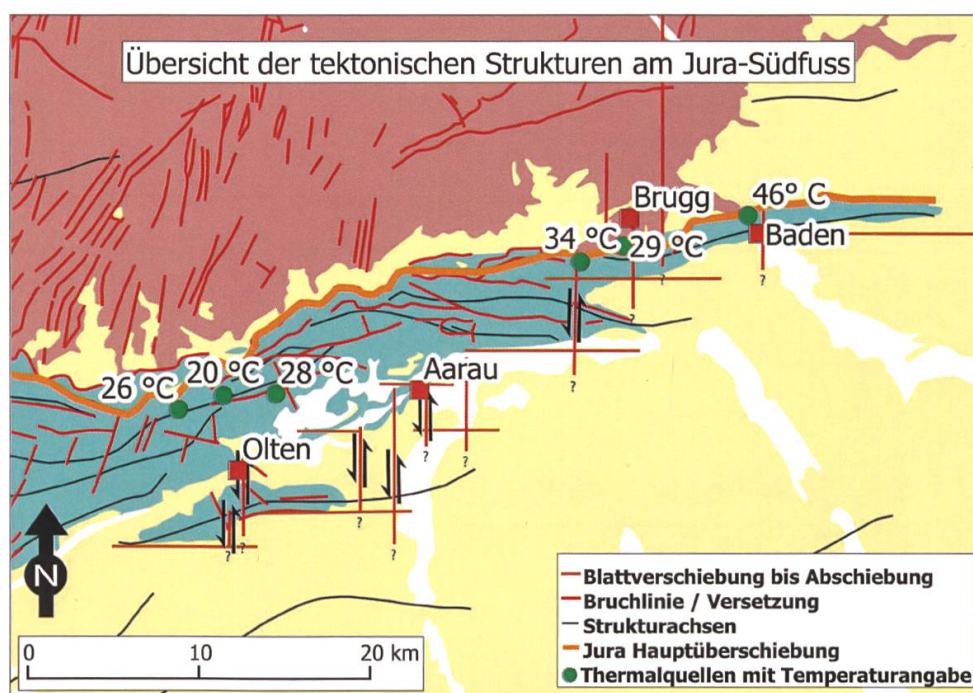 Übersicht der tektonischen Strukturen am Jura-Südfuss
46° C
Brugg
34 °C
29 °C
Baden
?
?
?
?
26 °C
20 °C
28 °C
Aarau
?
?
Olten
?
?
?
?
N
Blattverschiebung bis Abschiebung
Bruchlinie / Versetzung
Strukturachsen
Jura Hauptüberschiebung
Thermalquellen mit Temperaturangabe
0 10 20 km